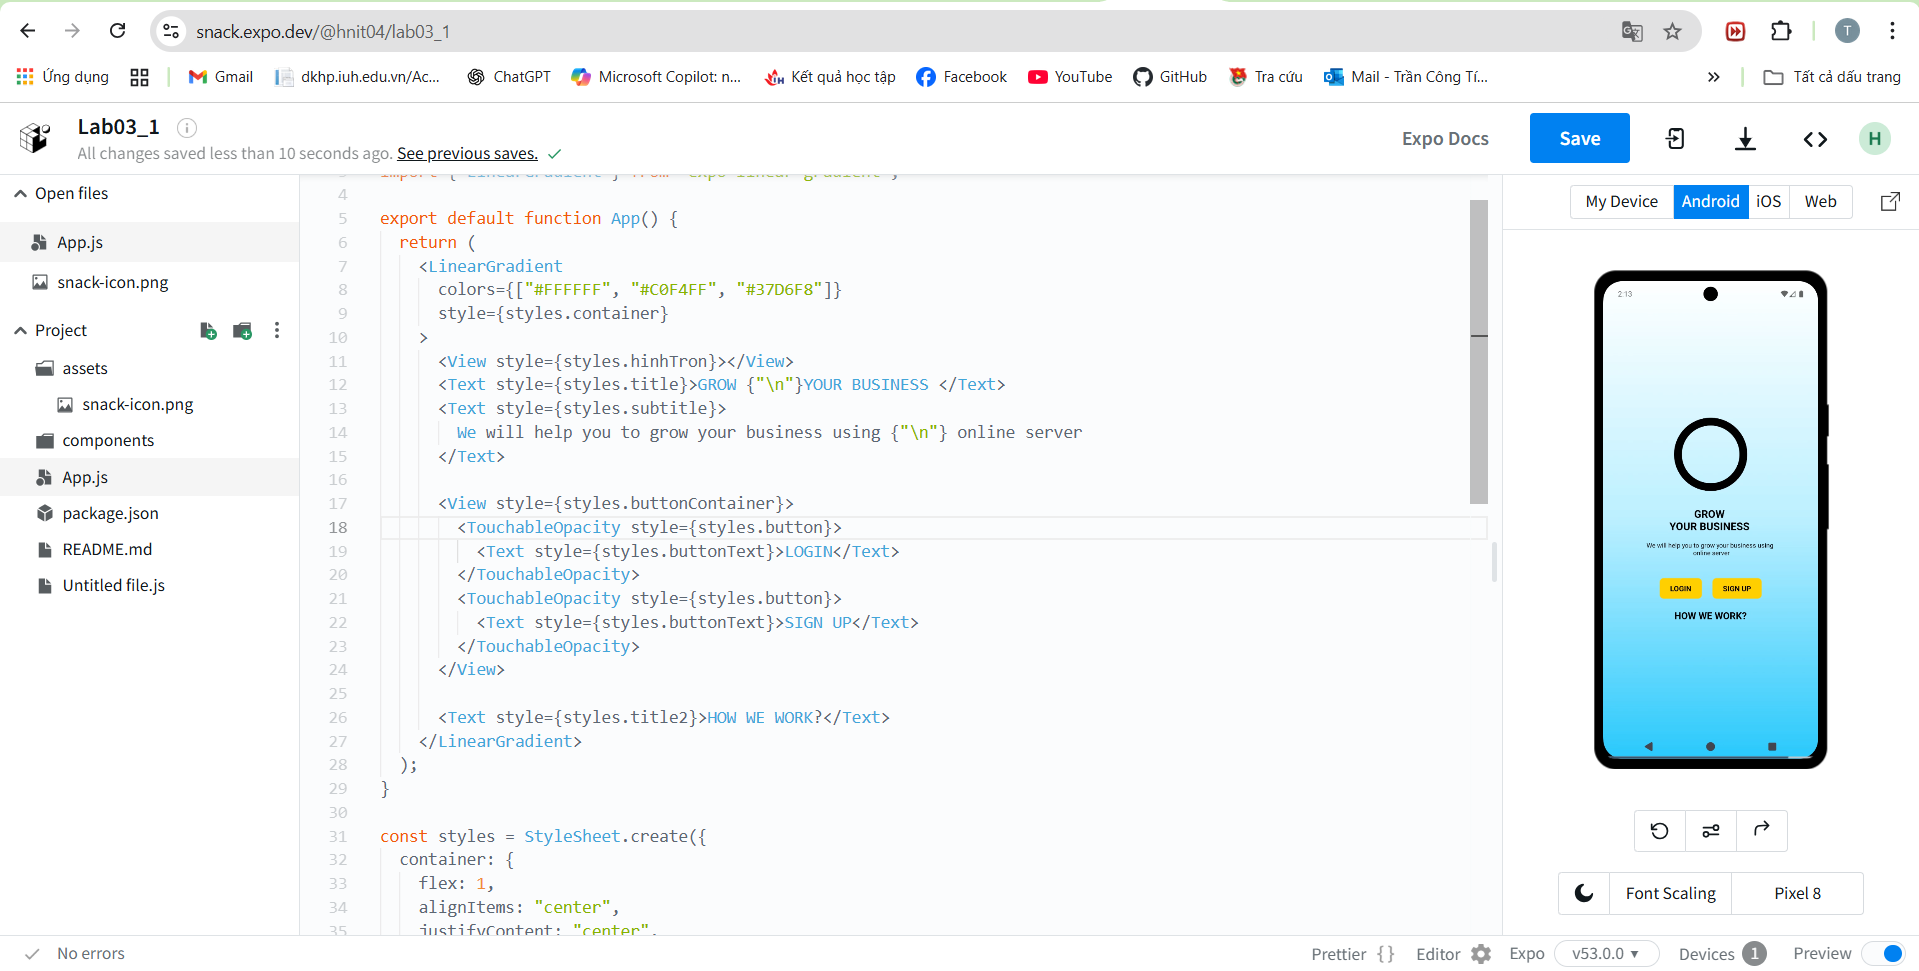 snack.expo.dev/@hnit04/lab03_1
T
Ứng dụng
Gmail
dkhp.iuh.edu.vn/Ac...
ChatGPT
Microsoft Copilot: n...
Kết quả học tập
Facebook
YouTube
GitHub
Tra cứu
Mail - Trần Công Tí...
Tất cả dấu trang
Lab03_1
All changes saved less than 10 seconds ago. See previous saves.
Expo Docs
Save
H
Open files
App.js
snack-icon.png
Project
assets
snack-icon.png
components
App.js
package.json
README.md
Untitled file.js
4
5 export default function App() {
6 return (
7 <LinearGradient
8 colors={["#FFFFFF", "#C0F4FF", "#37D6F8"]}
9 style={styles.container}
10 >
11 <View style={styles.hinhTron}></View>
12 <Text style={styles.title}>GROW {"\n"}YOUR BUSINESS </Text>
13 <Text style={styles.subtitle}>
14 We will help you to grow your business using {"\n"} online server
15 </Text>
16
17 <View style={styles.buttonContainer}>
18 <TouchableOpacity style={styles.button}>
19 <Text style={styles.buttonText}>LOGIN</Text>
20 </TouchableOpacity>
21 <TouchableOpacity style={styles.button}>
22 <Text style={styles.buttonText}>SIGN UP</Text>
23 </TouchableOpacity>
24 </View>
25
26 <Text style={styles.title2}>HOW WE WORK?</Text>
27 </LinearGradient>
28 );
29 }
30
31 const styles = StyleSheet.create({
32 container: {
33 flex: 1,
34 alignItems: "center",
35 justifyContent: "center",
My Device
Android
iOS
Web
2:13
GROW
YOUR BUSINESS
We will help you to grow your business using
online server
LOGIN
SIGN UP
HOW WE WORK?
Font Scaling
Pixel 8
No errors
Prettier {}
Editor
Expo
v53.0.0
Devices 1
Preview